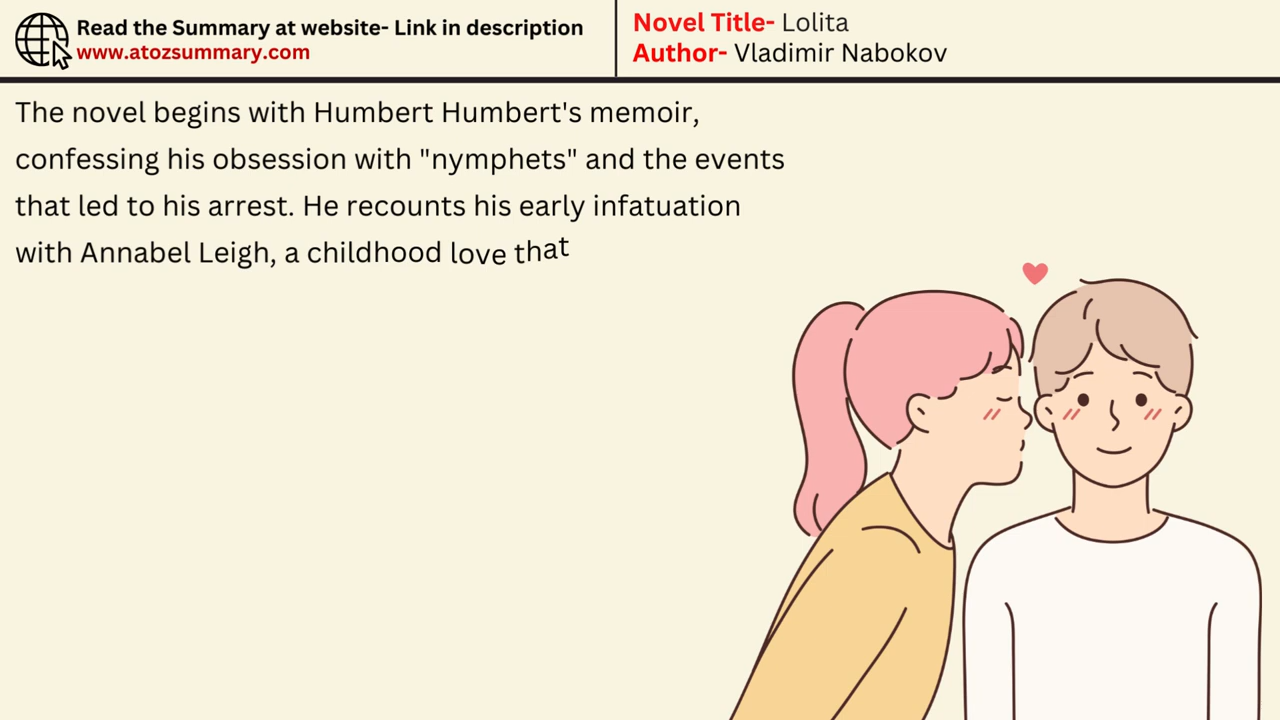 Read the Summary at website- Link in description
www.atozsummary.com
Novel Title- Lolita
Author- Vladimir Nabokov
The novel begins with Humbert Humbert's memoir,
confessing his obsession with "nymphets" and the events
that led to his arrest. He recounts his early infatuation
with Annabel Leigh, a childhood love that